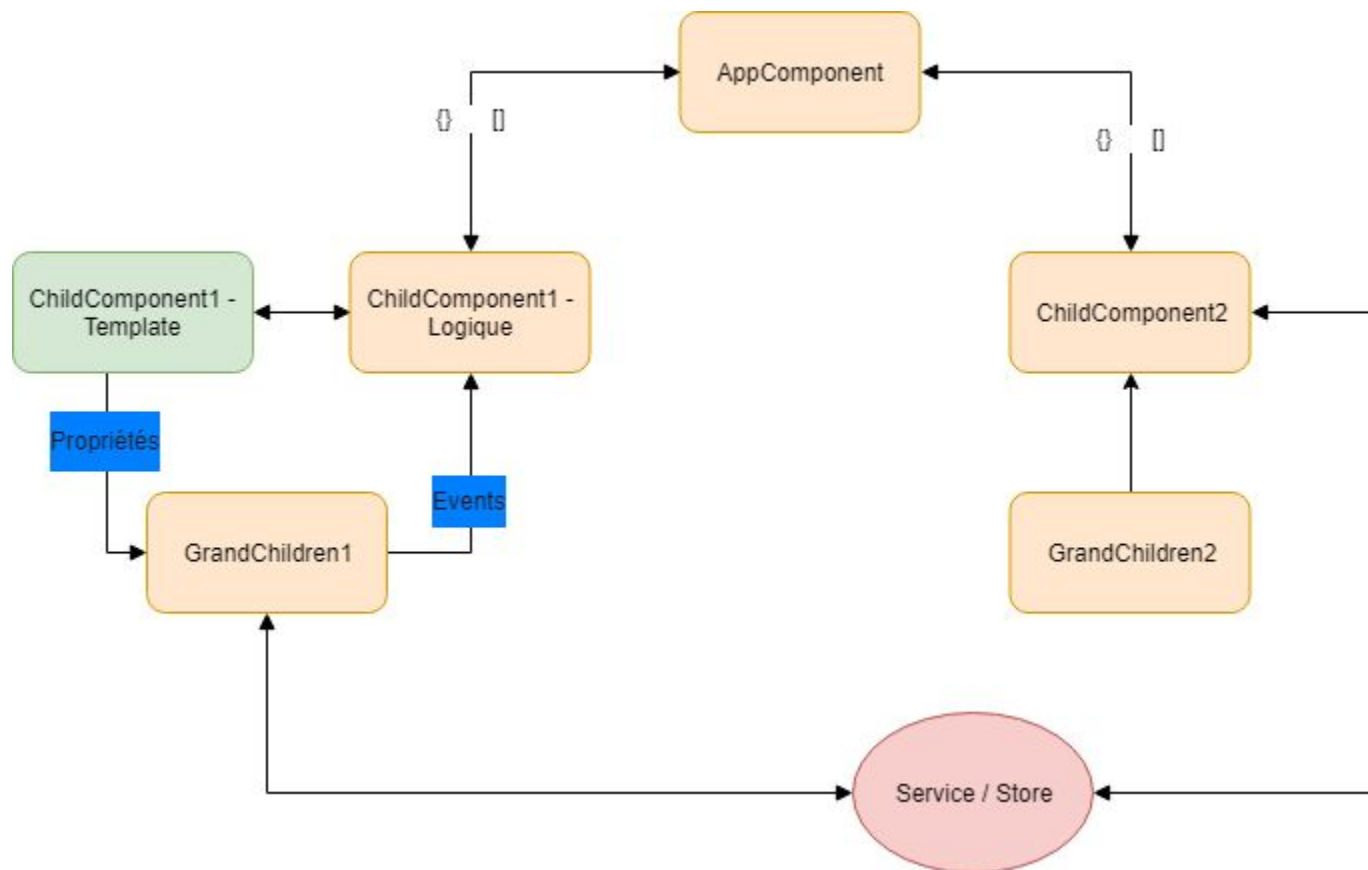 AppComponent
{} []
{} []
ChildComponent1 -
Template
ChildComponent1 -
Logique
ChildComponent2
Propriétés
Events
GrandChildren1
GrandChildren2
Service / Store